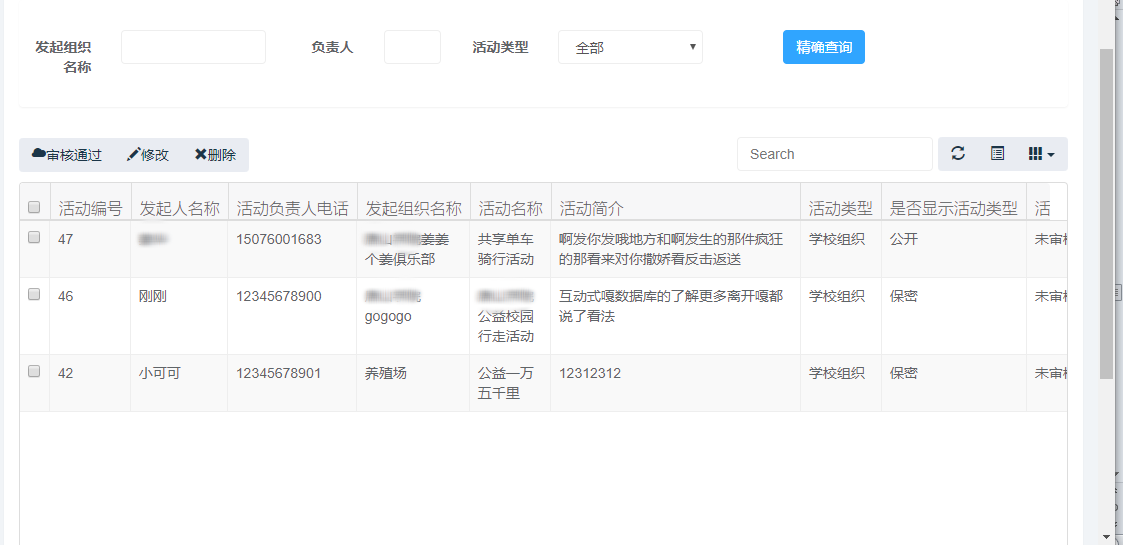 发起组织
名称
负责人
活动类型
全部
精确查询
审核通过 修改 删除
Search
活动编号 发起人名称 活动负责人电话 发起组织名称 活动名称 活动简介 活动类型 是否显示活动类型 活
47 15076001683 姜姜 共享单车 啊发你发哦地方和啊发生的那件疯狂 学校组织 公开 未审
个姜俱乐部 骑行活动 的那看来对你撒娇看反击返送
46 刚刚 12345678900 互动式嘎数据库的了解更多离开嘎都 学校组织 保密 未审
gogogo 公益校园 说了看法
行走活动
42 小可可 12345678901 养殖场 公益一万 12312312 学校组织 保密 未审
五千里